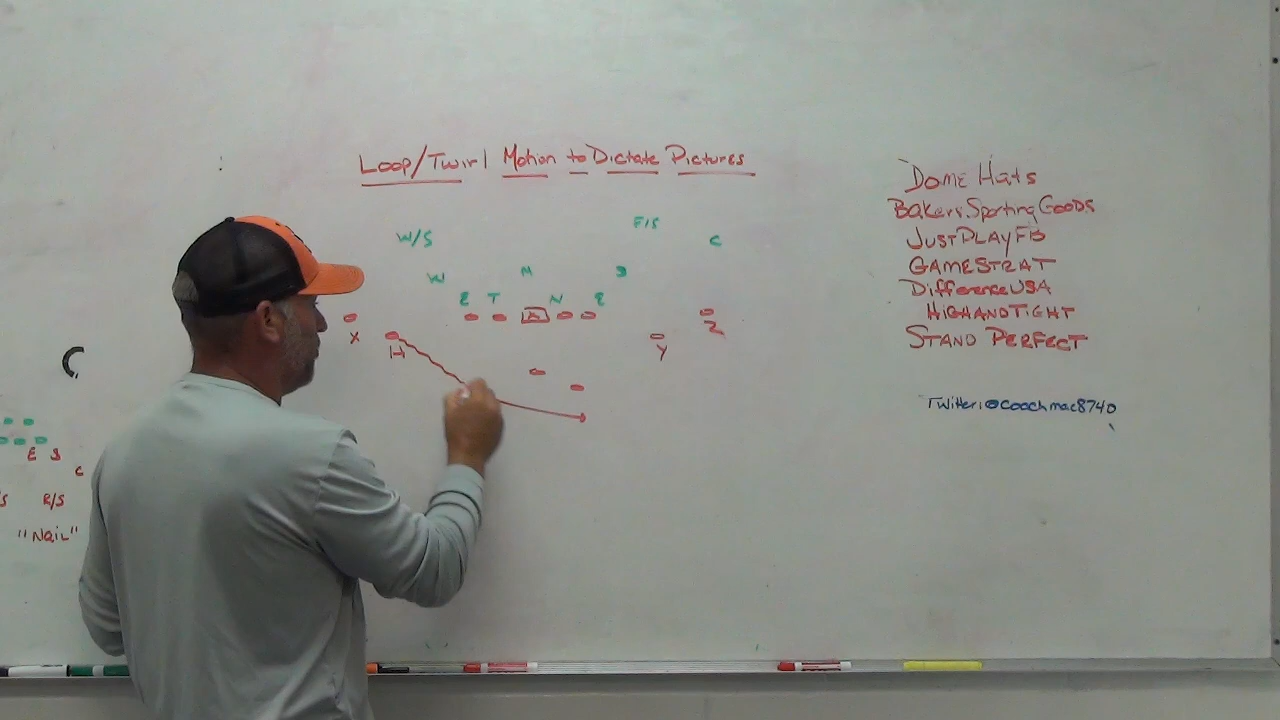 Loop/Twirl Motion to Dictate Pictures
Dome Hats
Bakers Sporting Goods
JUSTPLAYFB
GAMESTRAT
DifferenceUSA
HIGHANDTIGHT
STAND PERFECT
Twitter:@coachmac8740
W/S
F/S
C
W
M
S
E T N E
X
H
Y
Z
C
E S
C
R/S
"NAIL"